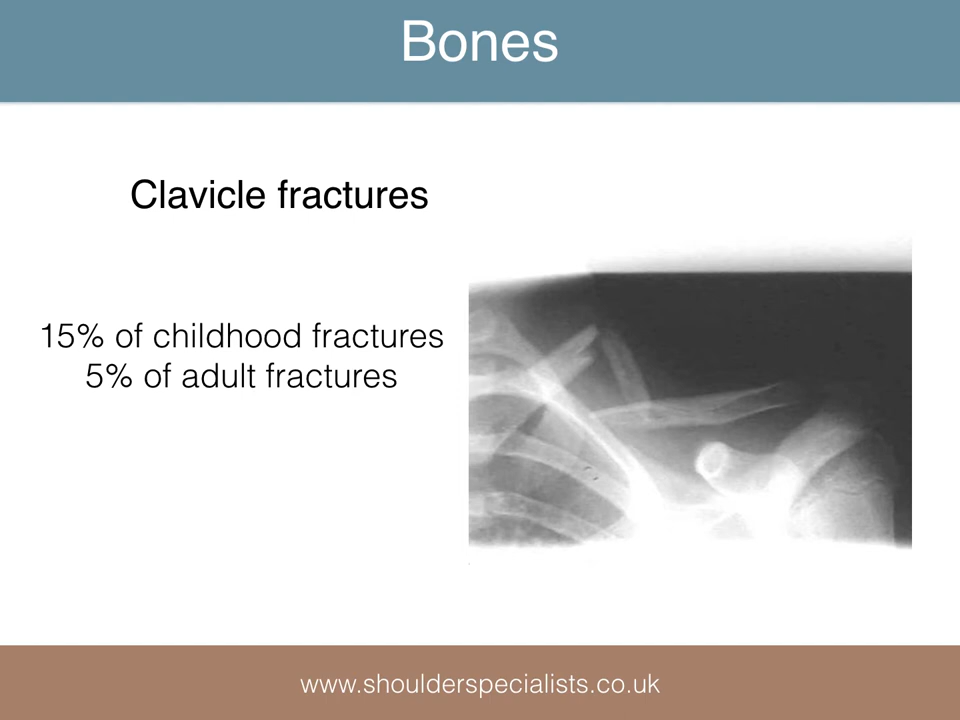 Bones
Clavicle fractures
15% of childhood fractures
5% of adult fractures
www.shoulderspecialists.co.uk